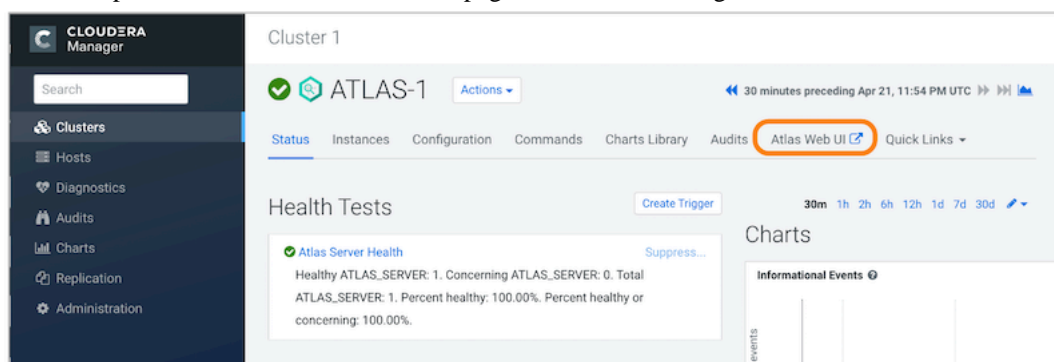 CLOUDERA
Manager
Search
Clusters
Hosts
Diagnostics
Audits
Charts
Replication
Administration
Cluster 1
ATLAS-1 Actions
30 minutes preceding Apr 21, 11:54 PM UTC
Status Instances Configuration Commands Charts Library Audits Atlas Web UI Quick Links
Health Tests
Create Trigger
Atlas Server Health Suppress...
Healthy ATLAS_SERVER: 1. Concerning ATLAS_SERVER: 0. Total
ATLAS_SERVER: 1. Percent healthy: 100.00%. Percent healthy or
concerning: 100.00%.
30m 1h 2h 6h 12h 1d 7d 30d
Charts
Informational Events
events